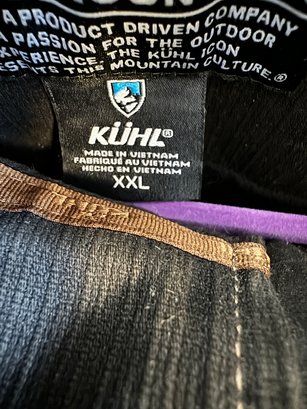 A PRODUCT DRIVEN COMPANY
A PASSION FOR THE OUTDOOR
EXPERIENCE. THE KÜHL ICON
THIS MOUNTAIN CULTURE.®
KÜHL®
MADE IN VIETNAM
FABRIQUÉ AU VIETNAM
HECHO EN VIETNAM
XXL